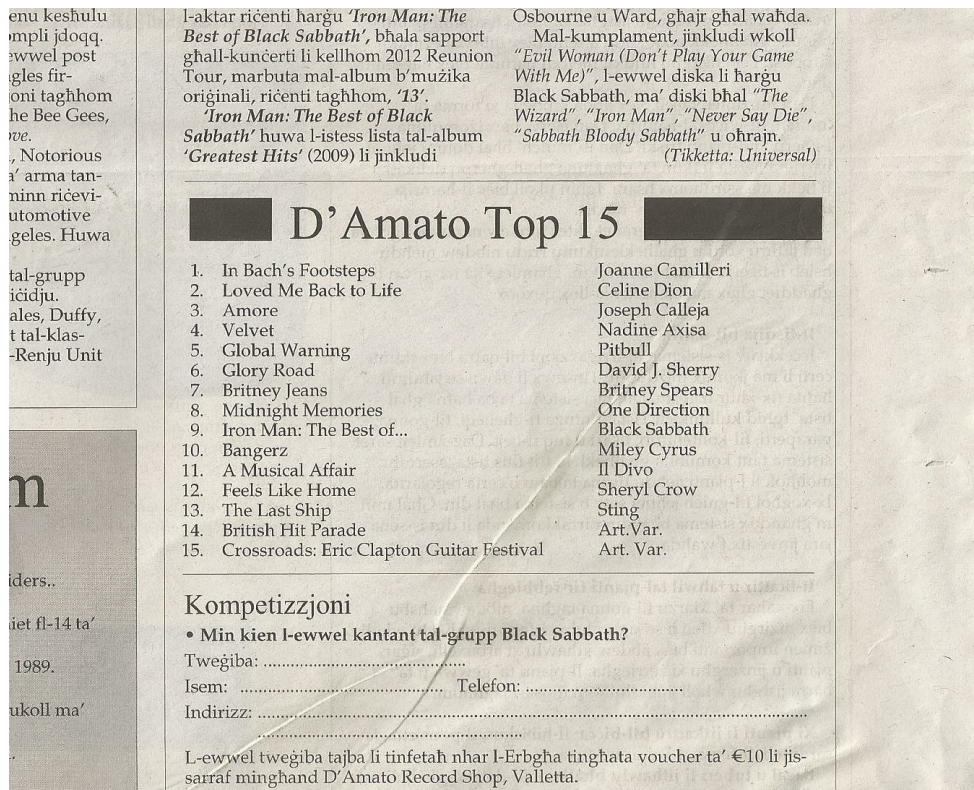 enu kesħulu
ompli jdoqq.
ewwel post
ngles fir-
joni tagħhom
he Bee Gees,
ove.
., Notorious
a’ arma tan-
minn riċevi-
utomotive
geles. Huwa
tal-grupp
iċidju.
ales, Duffy,
t tal-klas-
-Renju Unit
m
iders..
iet fl-14 ta’
1989.
ukoll ma’
l-aktar riċenti ħarġu ‘Iron Man: The
Best of Black Sabbath’, bħala sapport
għall-kunċerti li kellhom 2012 Reunion
Tour, marbuta mal-album b’mużika
oriġinali, riċenti tagħhom, ‘13’.
‘Iron Man: The Best of Black
Sabbath’ huwa l-istess lista tal-album
‘Greatest Hits’ (2009) li jinkludi
Osbourne u Ward, għajr għal waħda.
Mal-kumplament, jinkludi wkoll
“Evil Woman (Don’t Play Your Game
With Me)”, l-ewwel diska li ħarġu
Black Sabbath, ma’ diski bħal “The
Wizard”, “Iron Man”, “Never Say Die”,
“Sabbath Bloody Sabbath” u oħrajn.
(Tikketta: Universal)
D’Amato Top 15
1. In Bach’s Footsteps Joanne Camilleri
2. Loved Me Back to Life Celine Dion
3. Amore Joseph Calleja
4. Velvet Nadine Axisa
5. Global Warning Pitbull
6. Glory Road David J. Sherry
7. Britney Jeans Britney Spears
8. Midnight Memories One Direction
9. Iron Man: The Best of... Black Sabbath
10. Bangerz Miley Cyrus
11. A Musical Affair Il Divo
12. Feels Like Home Sheryl Crow
13. The Last Ship Sting
14. British Hit Parade Art.Var.
15. Crossroads: Eric Clapton Guitar Festival Art. Var.
Kompetizzjoni
• Min kien l-ewwel kantant tal-grupp Black Sabbath?
Tweġiba: ..................................................
Isem: .................................................. Telefon: ..................................................
Indirizz: ....................................................................................................
..................................................
L-ewwel tweġiba tajba li tinfetaħ nhar l-Erbgħa tingħata voucher ta’ €10 li jis-
sarraf mingħand D’Amato Record Shop, Valletta.